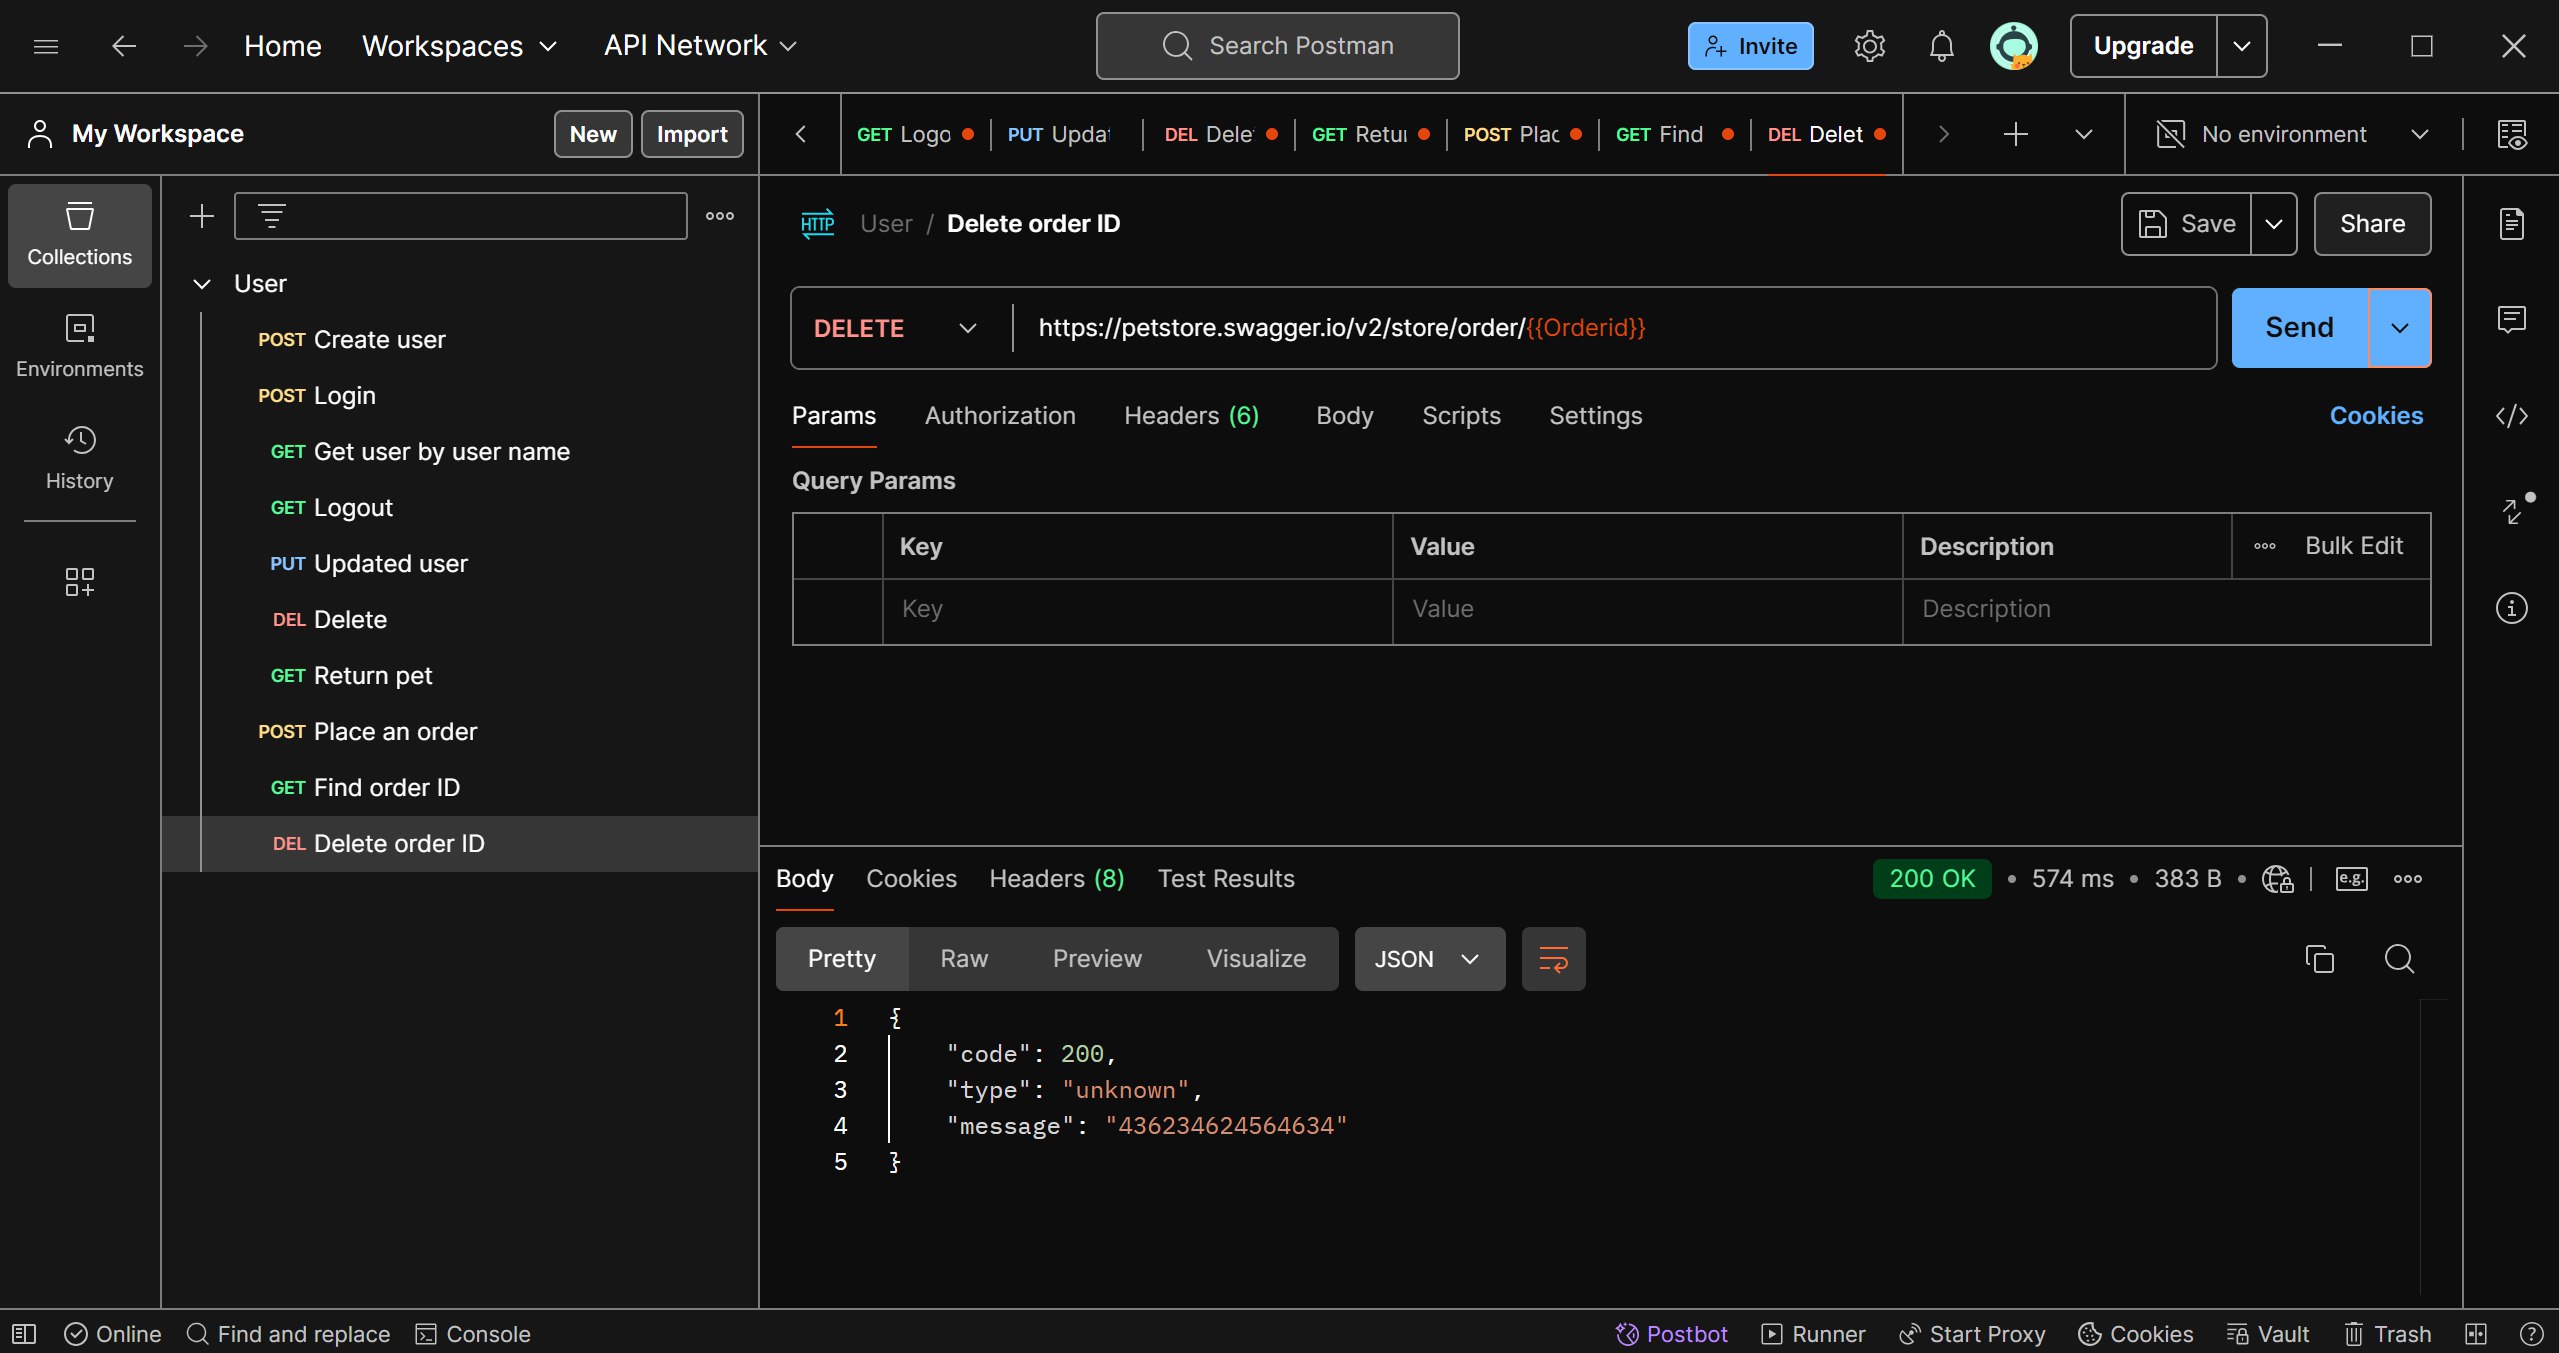 Home Workspaces API Network Search Postman Invite Upgrade
My Workspace New Import GET Logo PUT Updat DEL Dele GET Retu POST Plac GET Find DEL Delet No environment
Collections
Environments
History
User
POST Create user
POST Login
GET Get user by user name
GET Logout
PUT Updated user
DEL Delete
GET Return pet
POST Place an order
GET Find order ID
DEL Delete order ID
HTTP User / Delete order ID Save Share
DELETE https://petstore.swagger.io/v2/store/order/{{Orderid}} Send
Params Authorization Headers (6) Body Scripts Settings Cookies
Query Params
Key Value Description Bulk Edit
Key Value Description
Body Cookies Headers (8) Test Results 200 OK • 574 ms • 383 B • e.g.
Pretty Raw Preview Visualize JSON
1 {
2 "code": 200,
3 "type": "unknown",
4 "message": "436234624564634"
5 }
Online Find and replace Console Postbot Runner Start Proxy Cookies Vault Trash